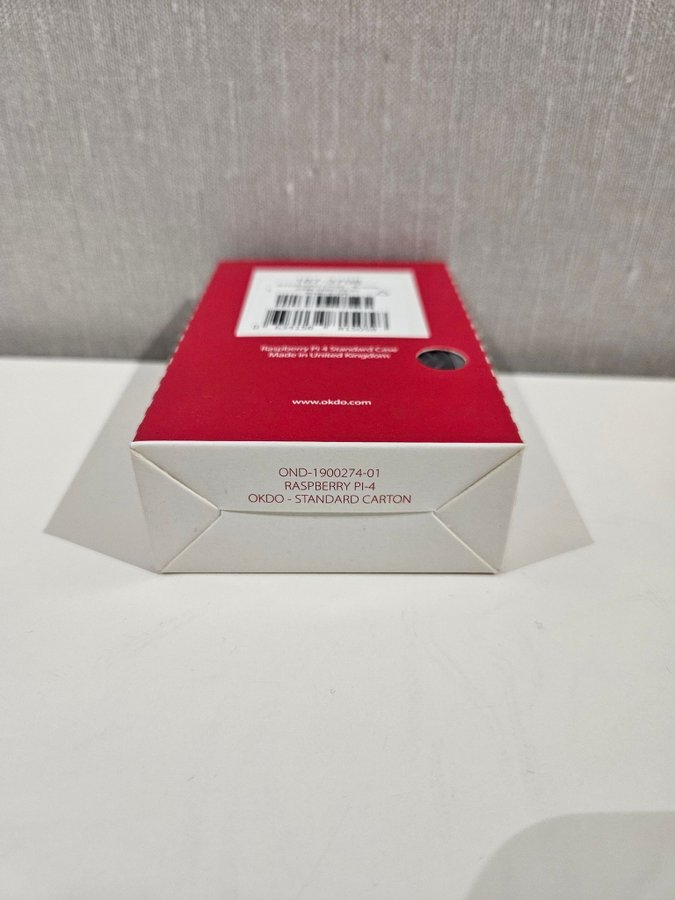 Raspberry Pi 4 Standard Case
Made in United Kingdom
www.okdo.com
OND-1900274-01
RASPBERRY PI-4
OKDO - STANDARD CARTON